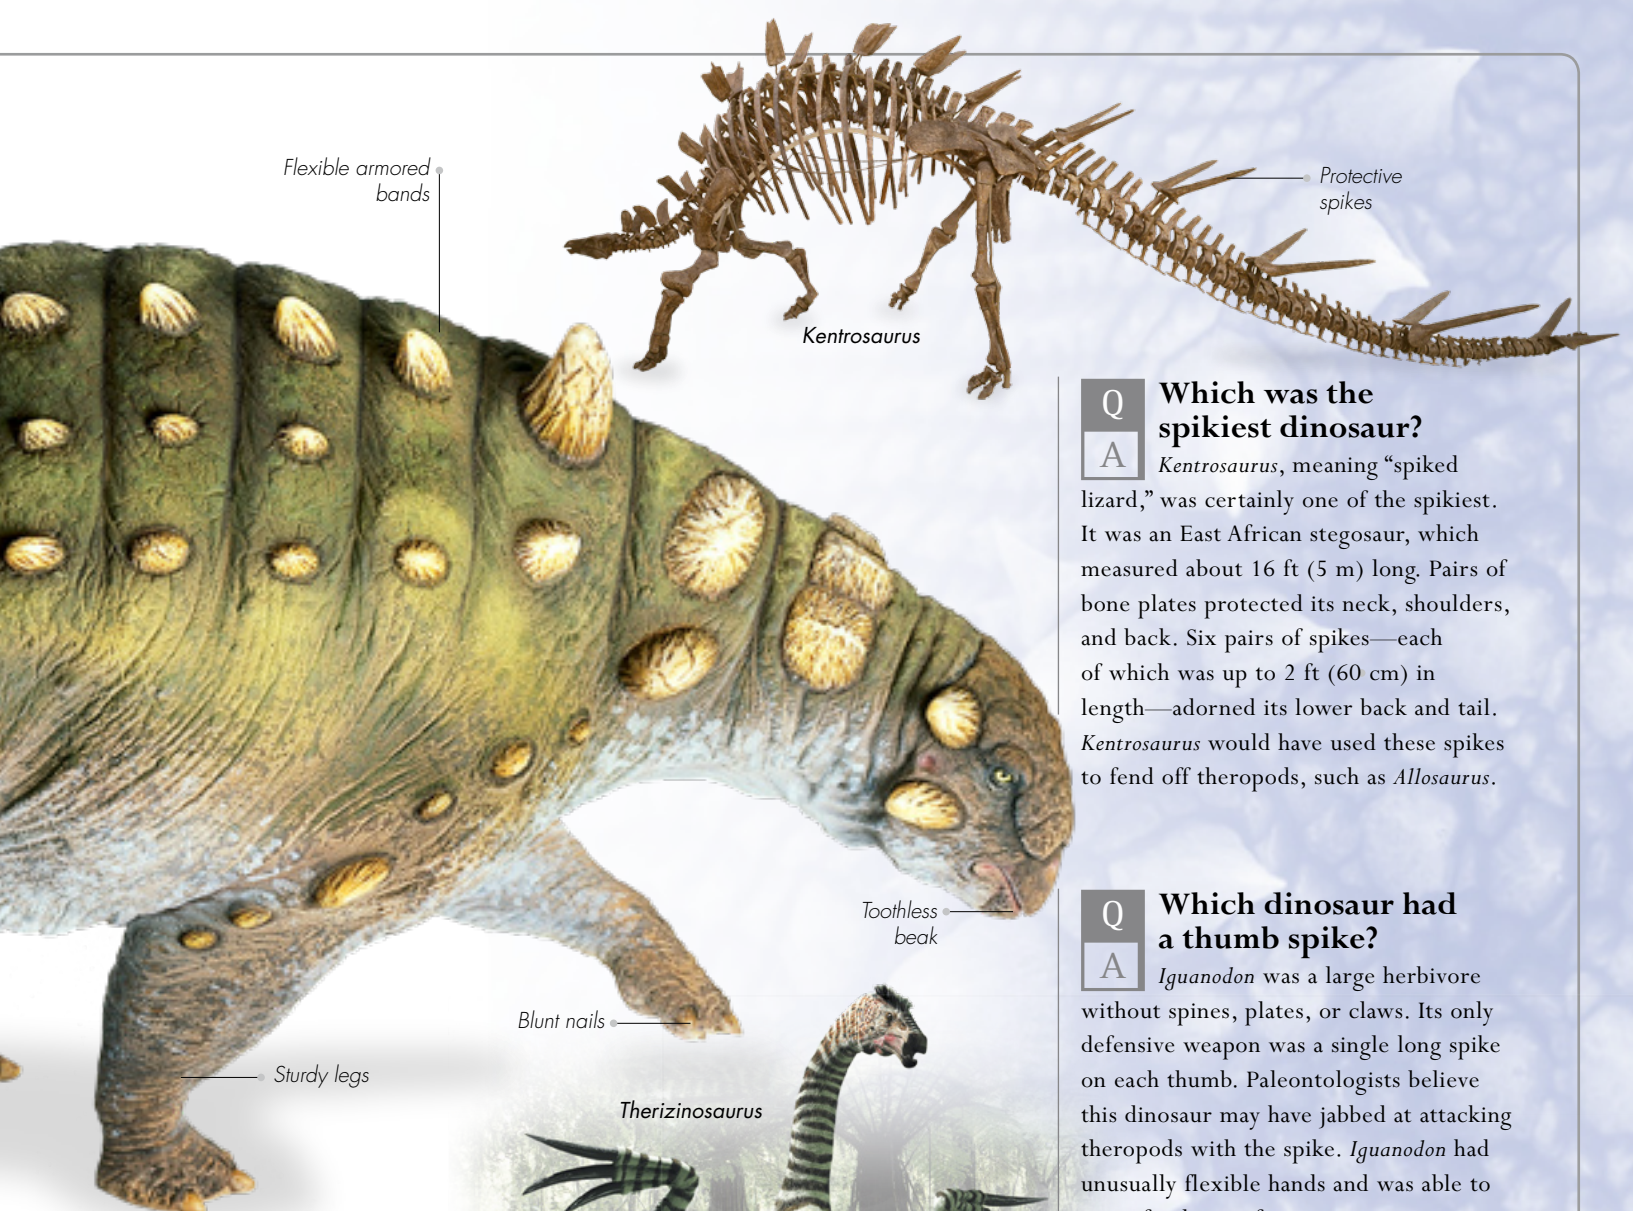 Flexible armored
bands
Protective
spikes
Kentrosaurus
Q
A
Which was the
spikiest dinosaur?
Kentrosaurus, meaning “spiked
lizard,” was certainly one of the spikiest.
It was an East African stegosaur, which
measured about 16 ft (5 m) long. Pairs of
bone plates protected its neck, shoulders,
and back. Six pairs of spikes—each
of which was up to 2 ft (60 cm) in
length—adorned its lower back and tail.
Kentrosaurus would have used these spikes
to fend off theropods, such as Allosaurus.
Toothless
beak
Blunt nails
Sturdy legs
Therizinosaurus
Q
A
Which dinosaur had
a thumb spike?
Iguanodon was a large herbivore
without spines, plates, or claws. Its only
defensive weapon was a single long spike
on each thumb. Paleontologists believe
this dinosaur may have jabbed at attacking
theropods with the spike. Iguanodon had
unusually flexible hands and was able to